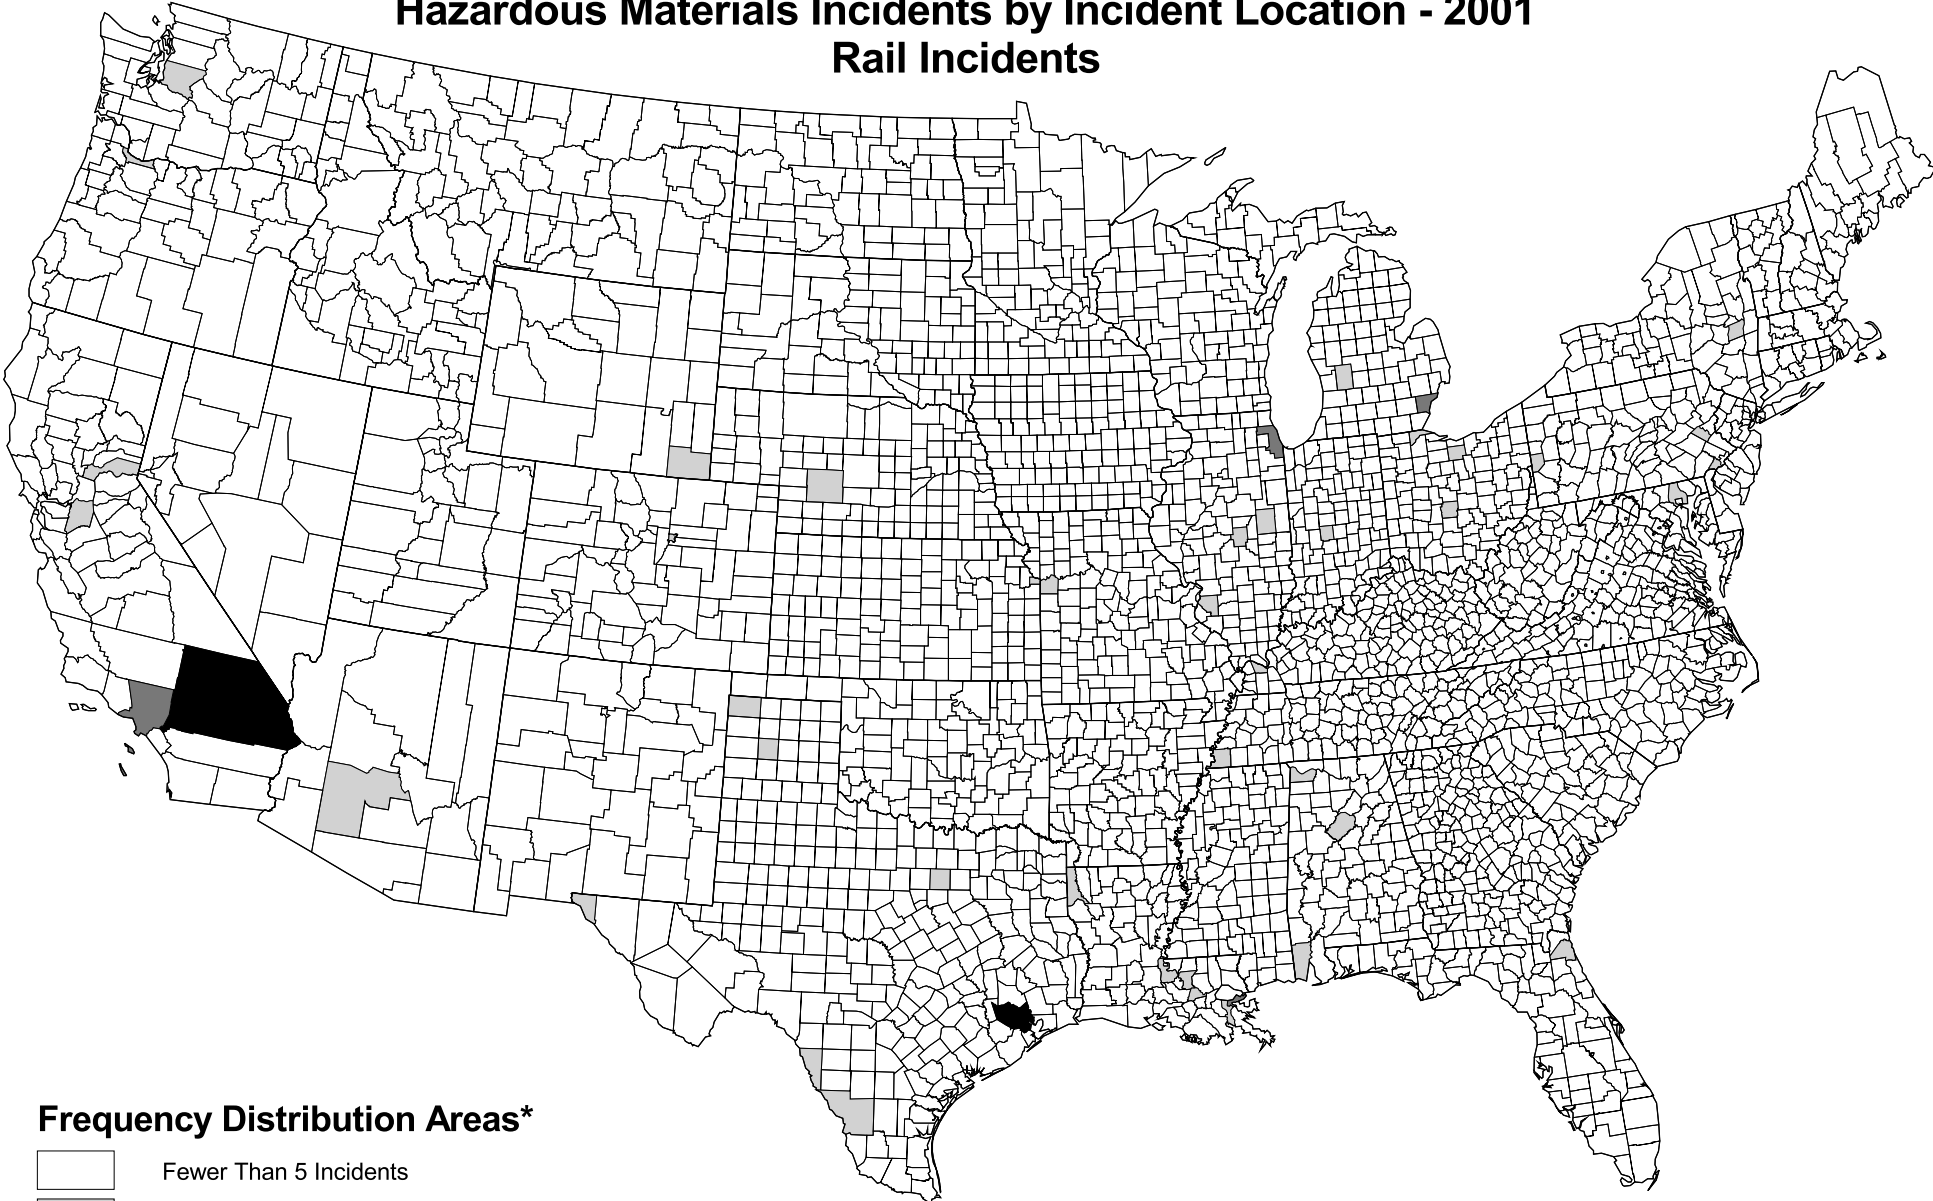 Hazardous Materials Incidents by Incident Location - 2001
Rail Incidents
Frequency Distribution Areas*
Fewer Than 5 Incidents